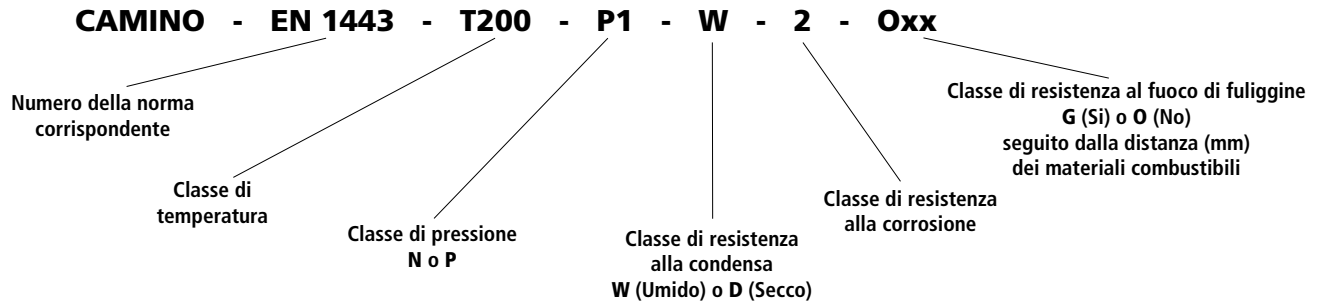 CAMINO - EN 1443 - T200 - P1 - W - 2 - Oxx
Numero della norma
corrispondente
Classe di
temperatura
Classe di pressione
N o P
Classe di resistenza
alla condensa
W (Umido) o D (Secco)
Classe di resistenza
alla corrosione
Classe di resistenza al fuoco di fuliggine
G (Si) o O (No)
seguito dalla distanza (mm)
dei materiali combustibili